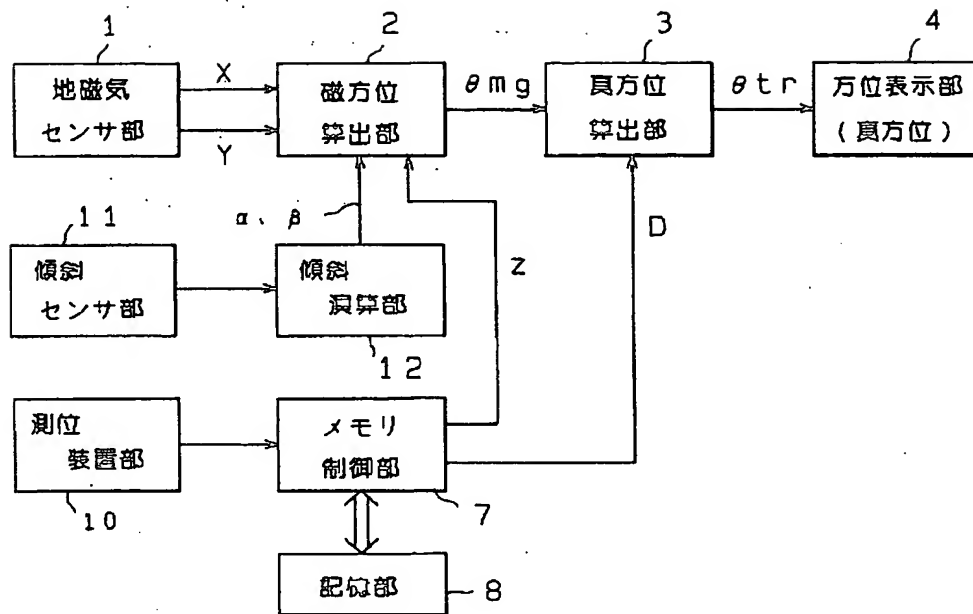 1
地磁気
センサ部
X
Y
2
磁方位
算出部
θmg
3
真方位
算出部
θtr
4
方位表示部
(真方位)
11
傾斜
センサ部
α、β
傾斜
演算部
12
Z
D
測位
装置部
10
メモリ
制御部
7
記憶部
8